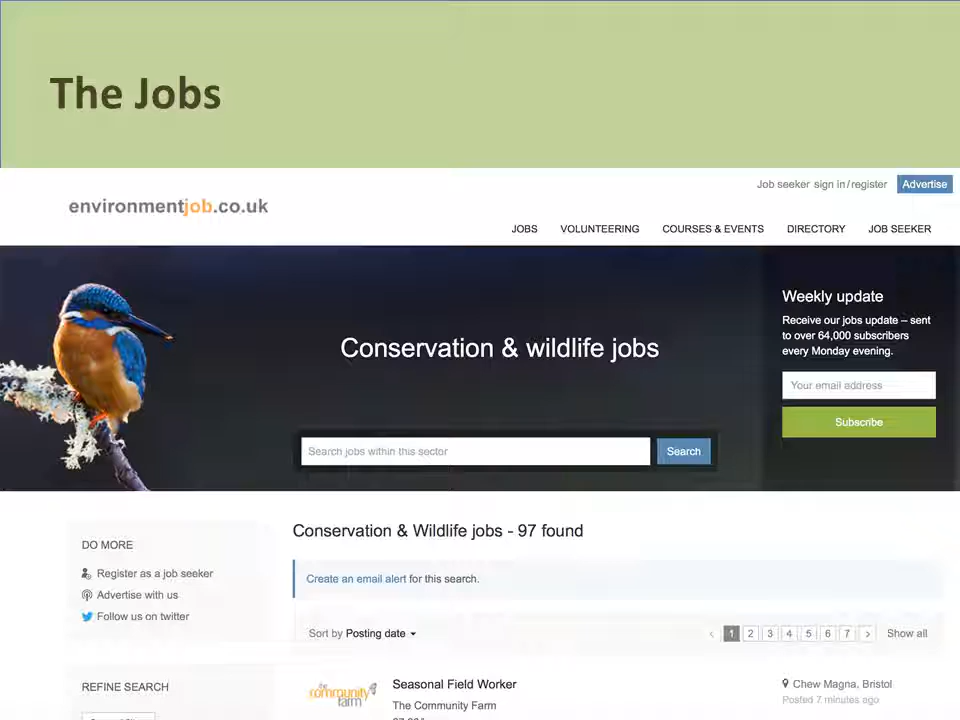 The Jobs
Job seeker sign in/register
Advertise
environmentjob.co.uk
JOBS
VOLUNTEERING
COURSES & EVENTS
DIRECTORY
JOB SEEKER
Conservation & wildlife jobs
Search jobs within this sector
Search
Weekly update
Receive our jobs update – sent
to over 64,000 subscribers
every Monday evening.
Your email address
Subscribe
DO MORE
Register as a job seeker
Advertise with us
Follow us on twitter
REFINE SEARCH
Conservation & Wildlife jobs - 97 found
Create an email alert for this search.
Sort by Posting date
‹ 1 2 3 4 5 6 7 › Show all
the community farm
Seasonal Field Worker
The Community Farm
Chew Magna, Bristol
Posted 7 minutes ago